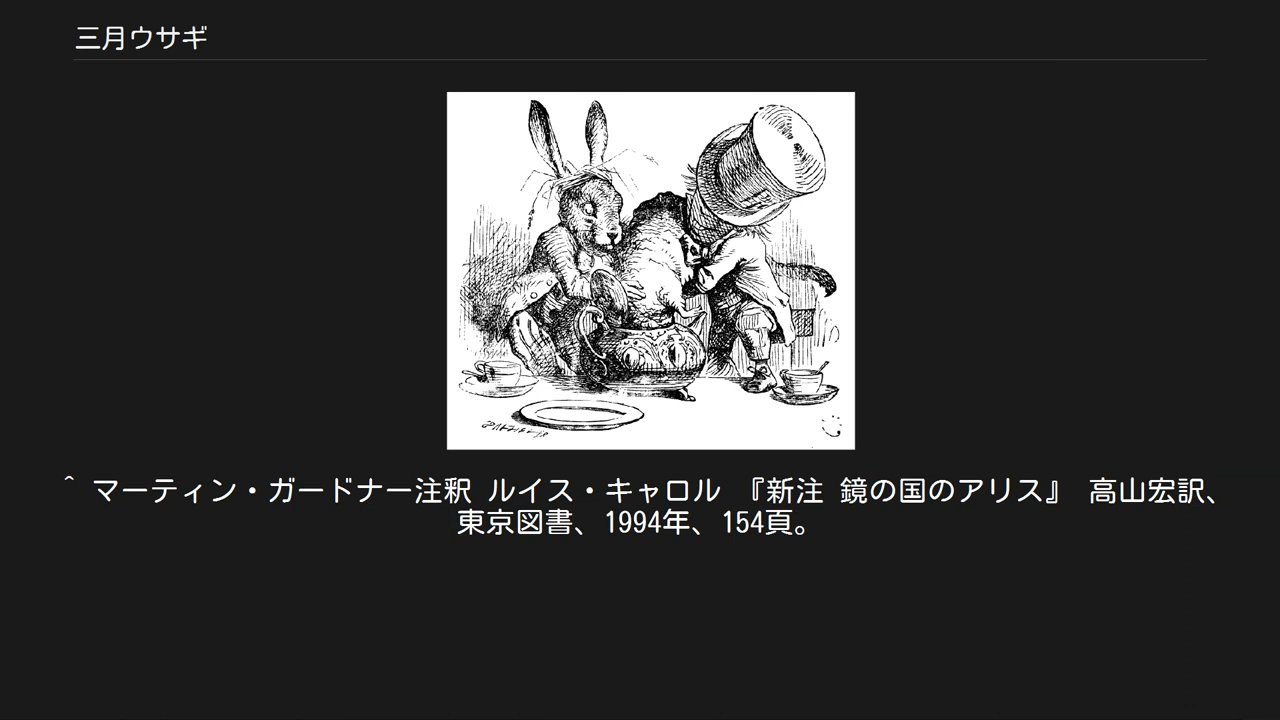 三月ウサギ
^ マーティン・ガードナー注釈 ルイス・キャロル 『新注 鏡の国のアリス』 高山宏訳、
東京図書、1994年、154頁。